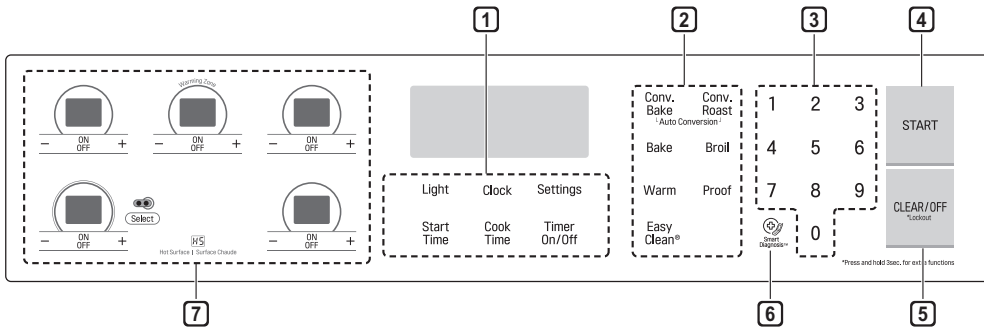 1
2
3
4
Warning Zone
ON
OFF
- +
ON
OFF
- +
ON
OFF
- +
Select
ON
OFF
- +
ON
OFF
- +
HS
Hot Surface | Surface Chaude
Light Clock Settings
Start Time
Cook Time
Timer On/Off
Conv. Bake
Conv. Roast
Auto Conversion
Bake Broil
Warm Proof
Easy Clean®
1 2 3
4 5 6
7 8 9
0
Smart Diagnosis™
START
CLEAR/OFF
*Lockout
*Press and hold 3sec. for extra functions
7
6
5